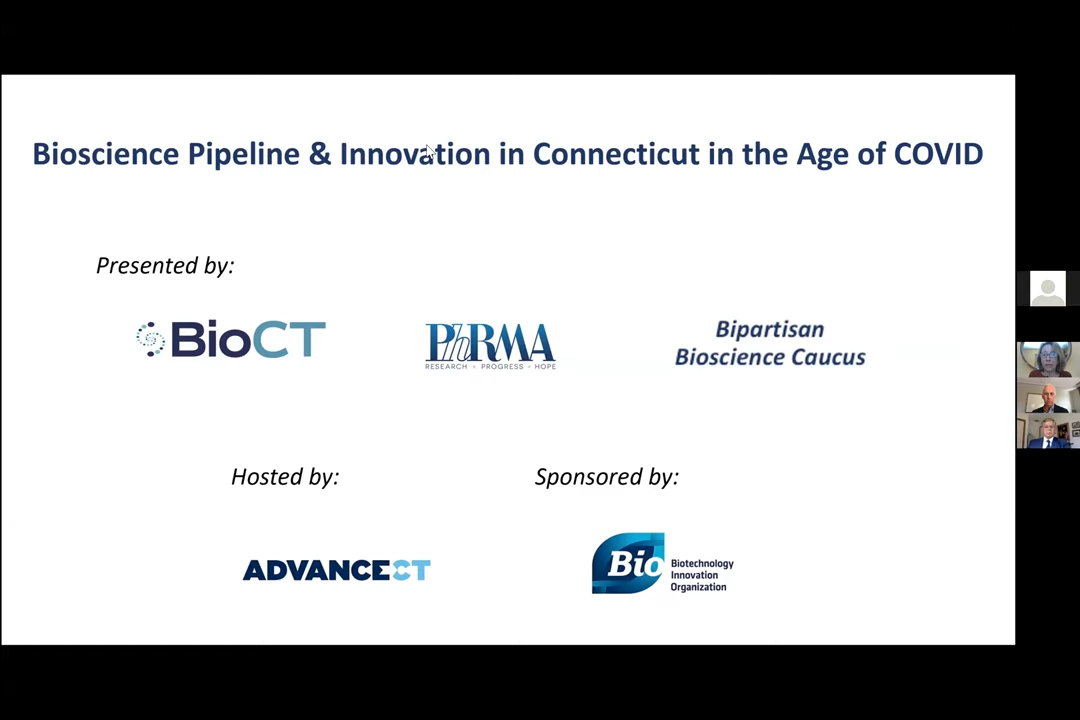 Bioscience Pipeline & Innovation in Connecticut in the Age of COVID
Presented by:
BioCT
PhRMA
RESEARCH • PROGRESS • HOPE
Bipartisan
Bioscience Caucus
Hosted by:
Sponsored by:
ADVANCECT
Bio
Biotechnology
Innovation
Organization